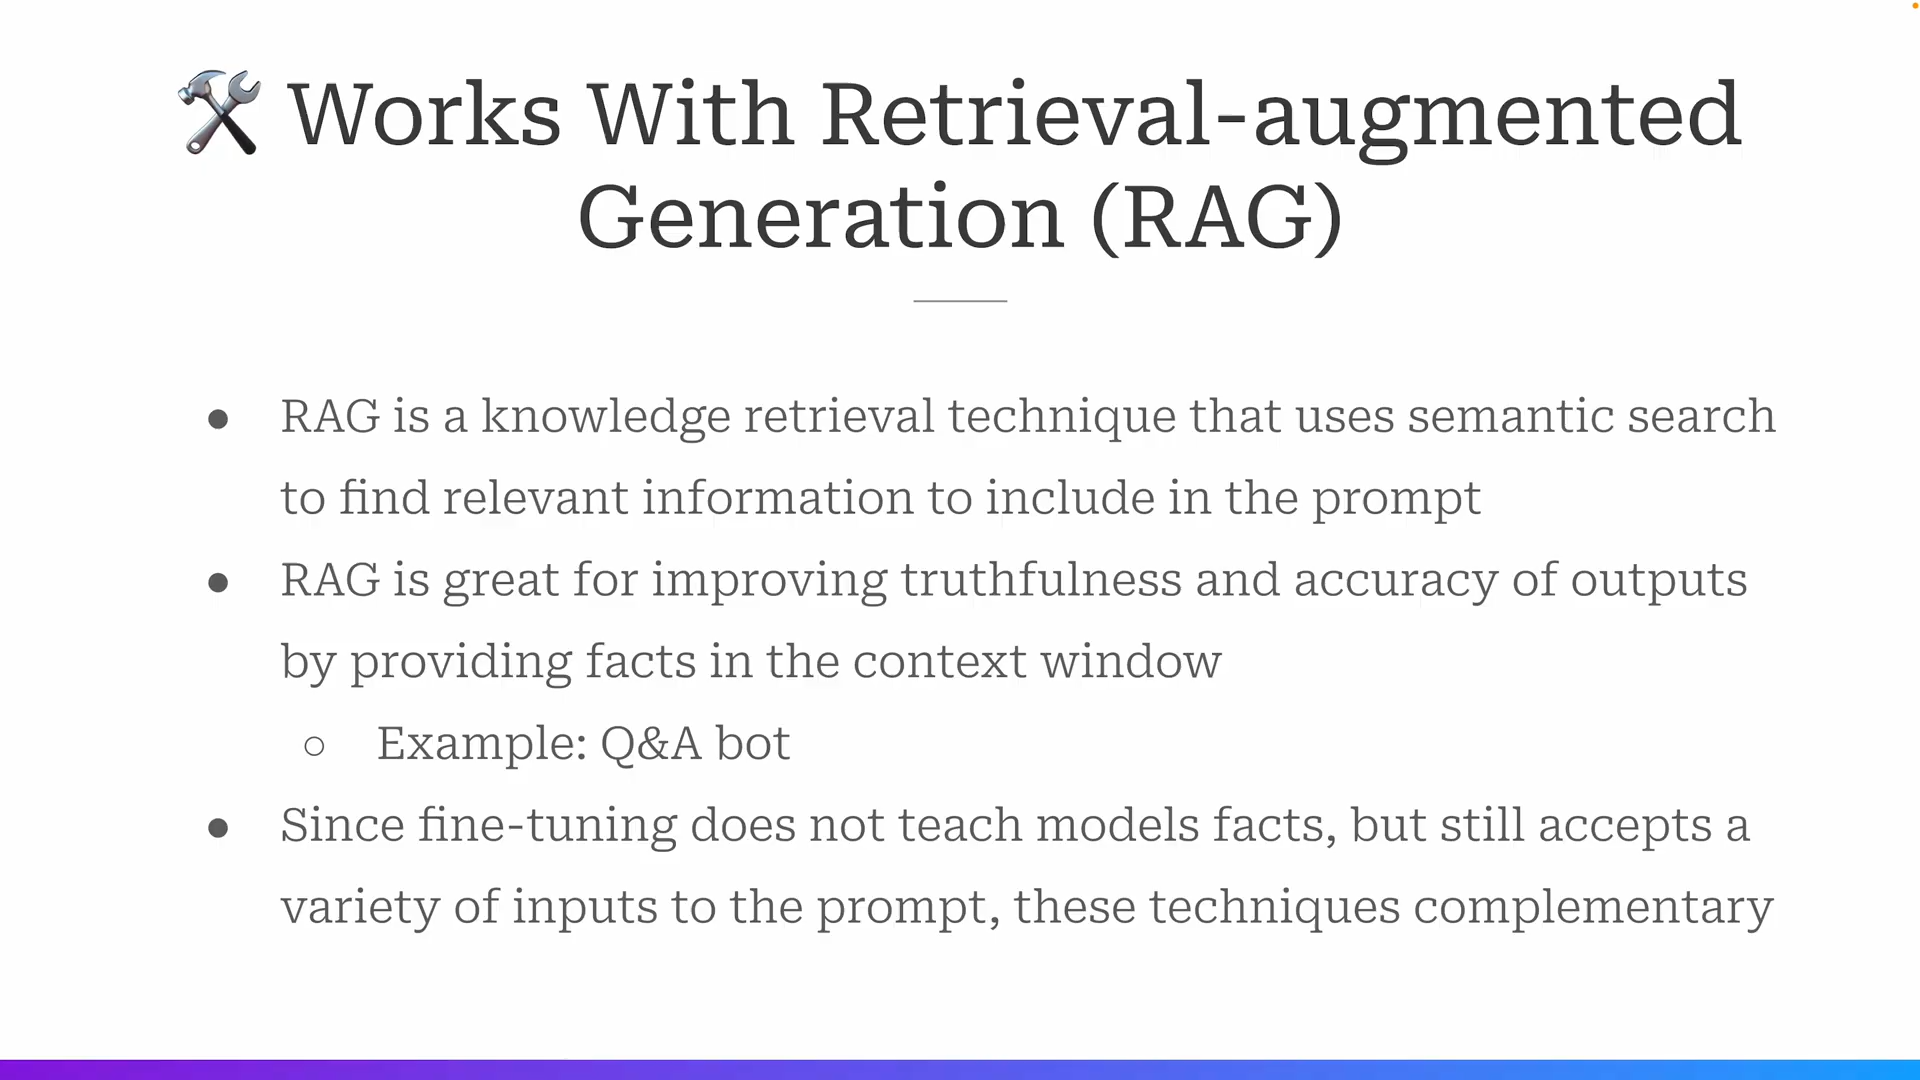 🛠 Works With Retrieval-augmented
Generation (RAG)
● RAG is a knowledge retrieval technique that uses semantic search
to find relevant information to include in the prompt
● RAG is great for improving truthfulness and accuracy of outputs
by providing facts in the context window
○ Example: Q&A bot
● Since fine-tuning does not teach models facts, but still accepts a
variety of inputs to the prompt, these techniques complementary